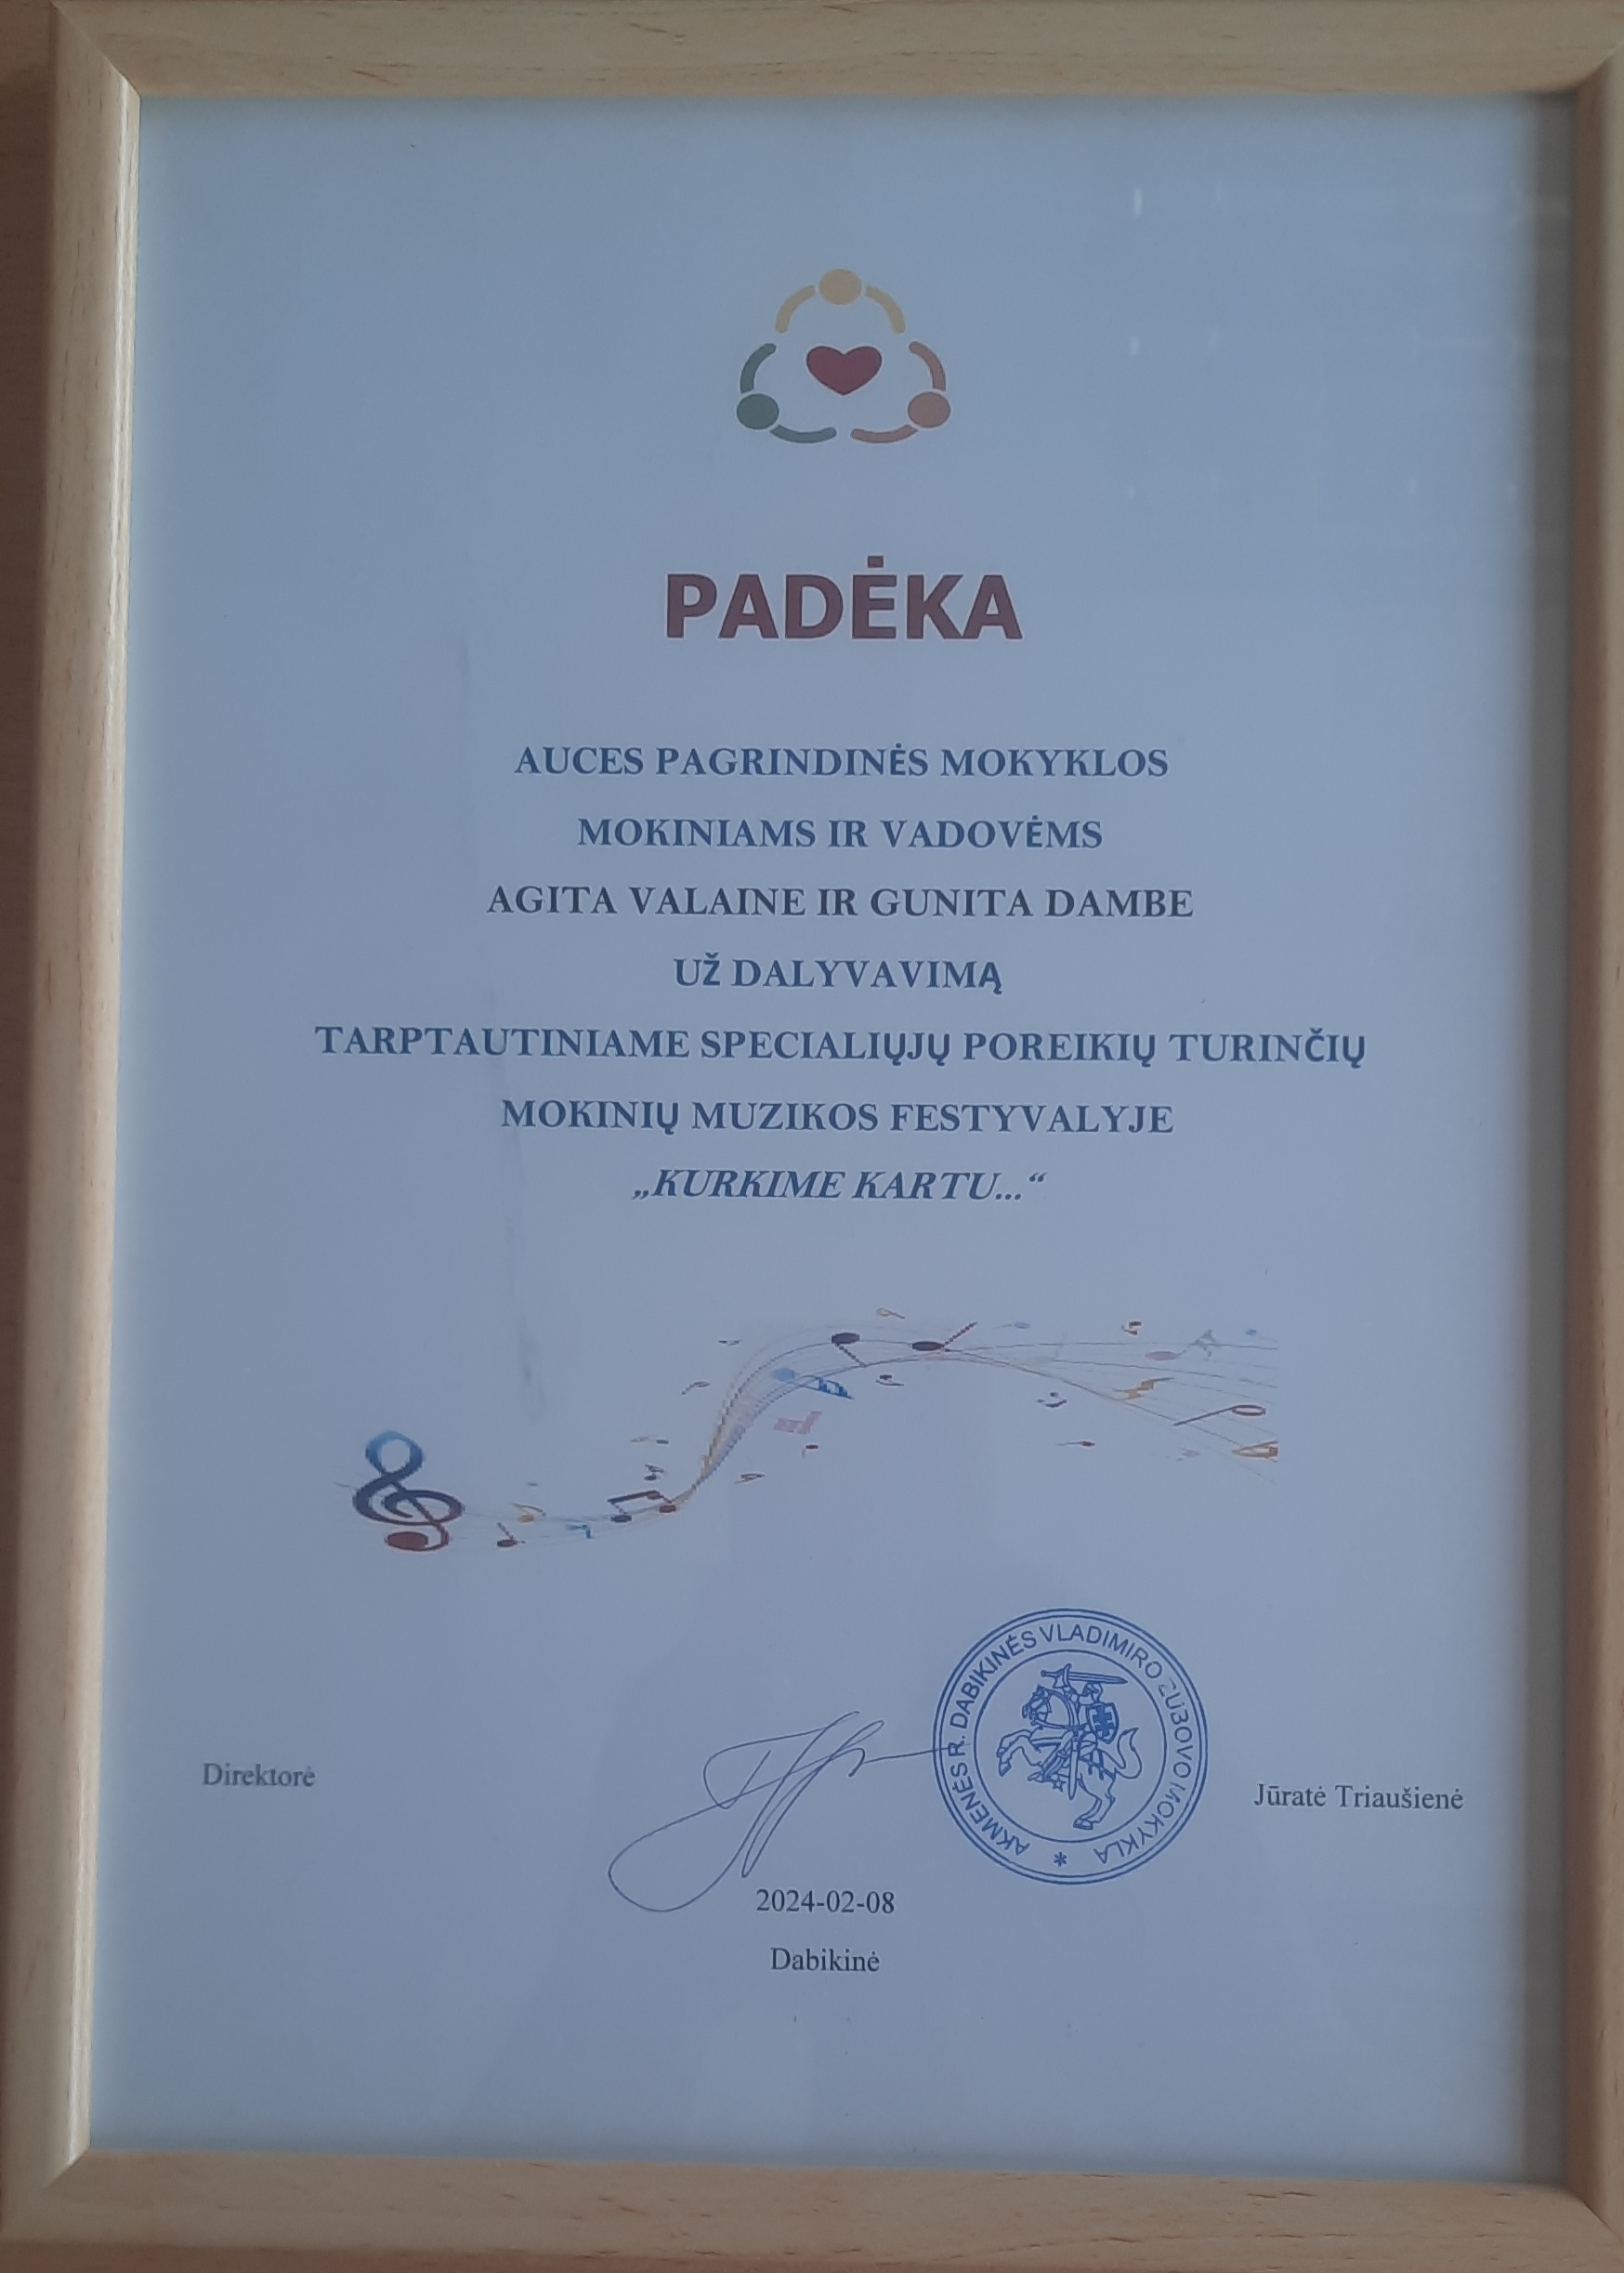 PADĖKA
AUCES PAGRINDINĖS MOKYKLOS
MOKINIAMS IR VADOVĖMS
AGITA VALAINE IR GUNITA DAMBE
UŽ DALYVAVIMĄ
TARPTAUTINIAME SPECIALIŲJŲ POREIKIŲ TURINČIŲ
MOKINIŲ MUZIKOS FESTYVALYJE
„KURKIME KARTU...“
AKMENĖS R. DABIKINĖS VLADIMIRO ZUBOVO MOKYKLA *
Direktorė
Jūratė Triaušienė
2024-02-08
Dabikinė